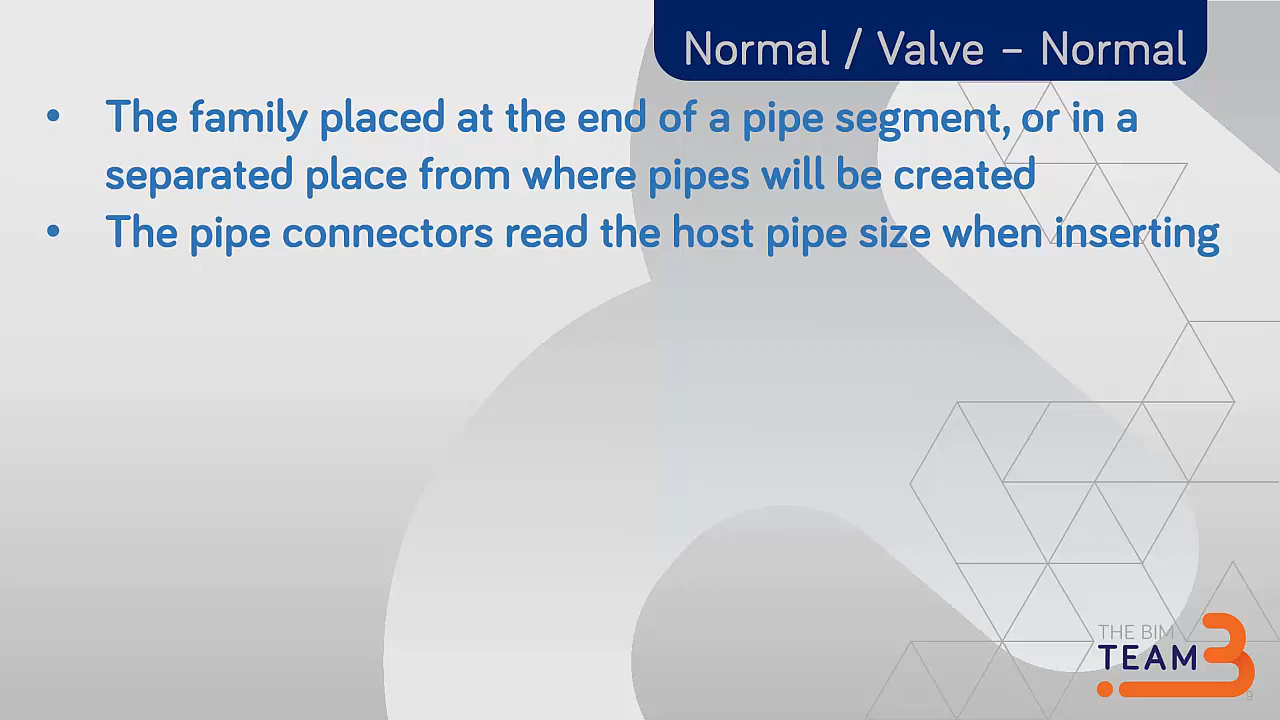 Normal / Valve – Normal
• The family placed at the end of a pipe segment, or in a
separated place from where pipes will be created
• The pipe connectors read the host pipe size when inserting
THE BIM
TEAM
9